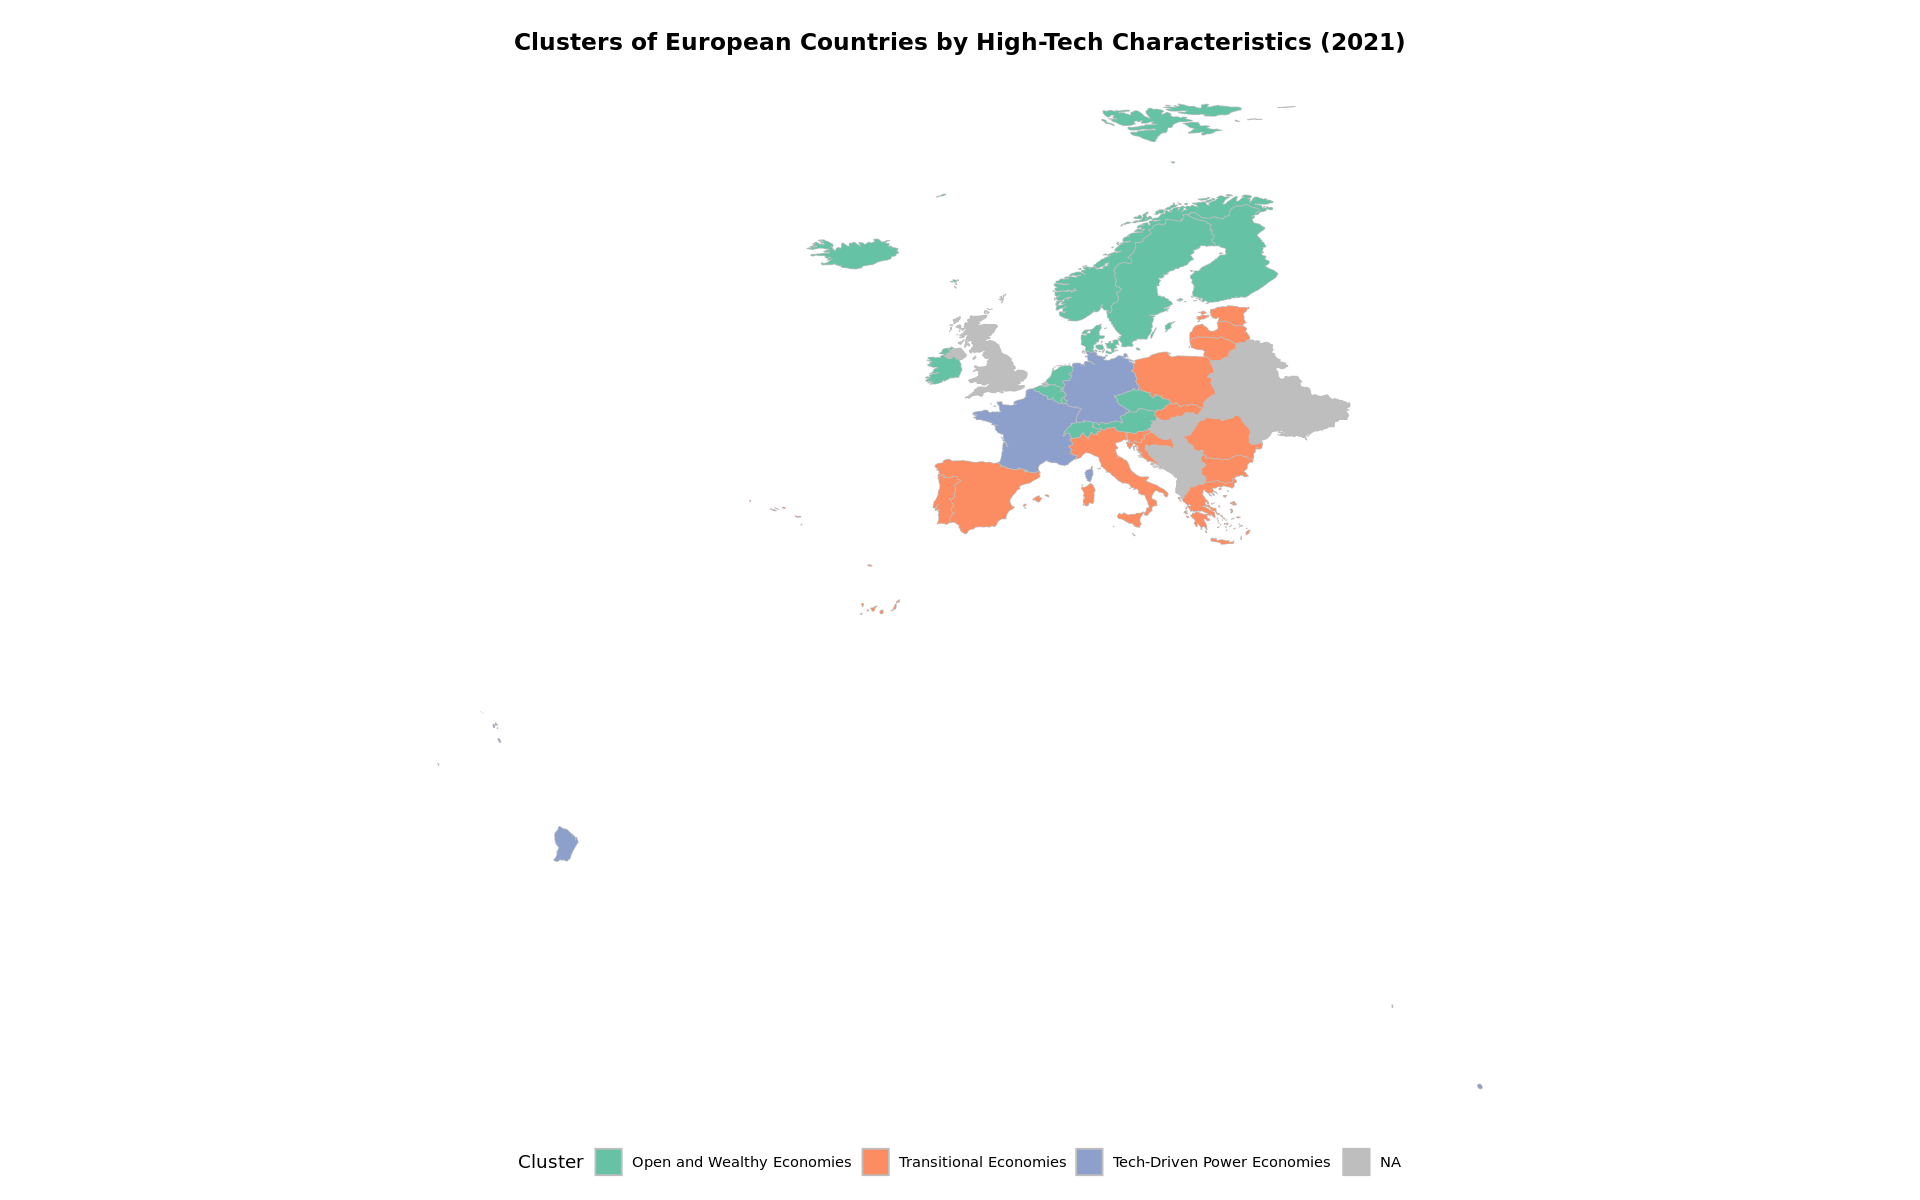 Clusters of European Countries by High-Tech Characteristics (2021)
Cluster Open and Wealthy Economies Transitional Economies Tech-Driven Power Economies NA